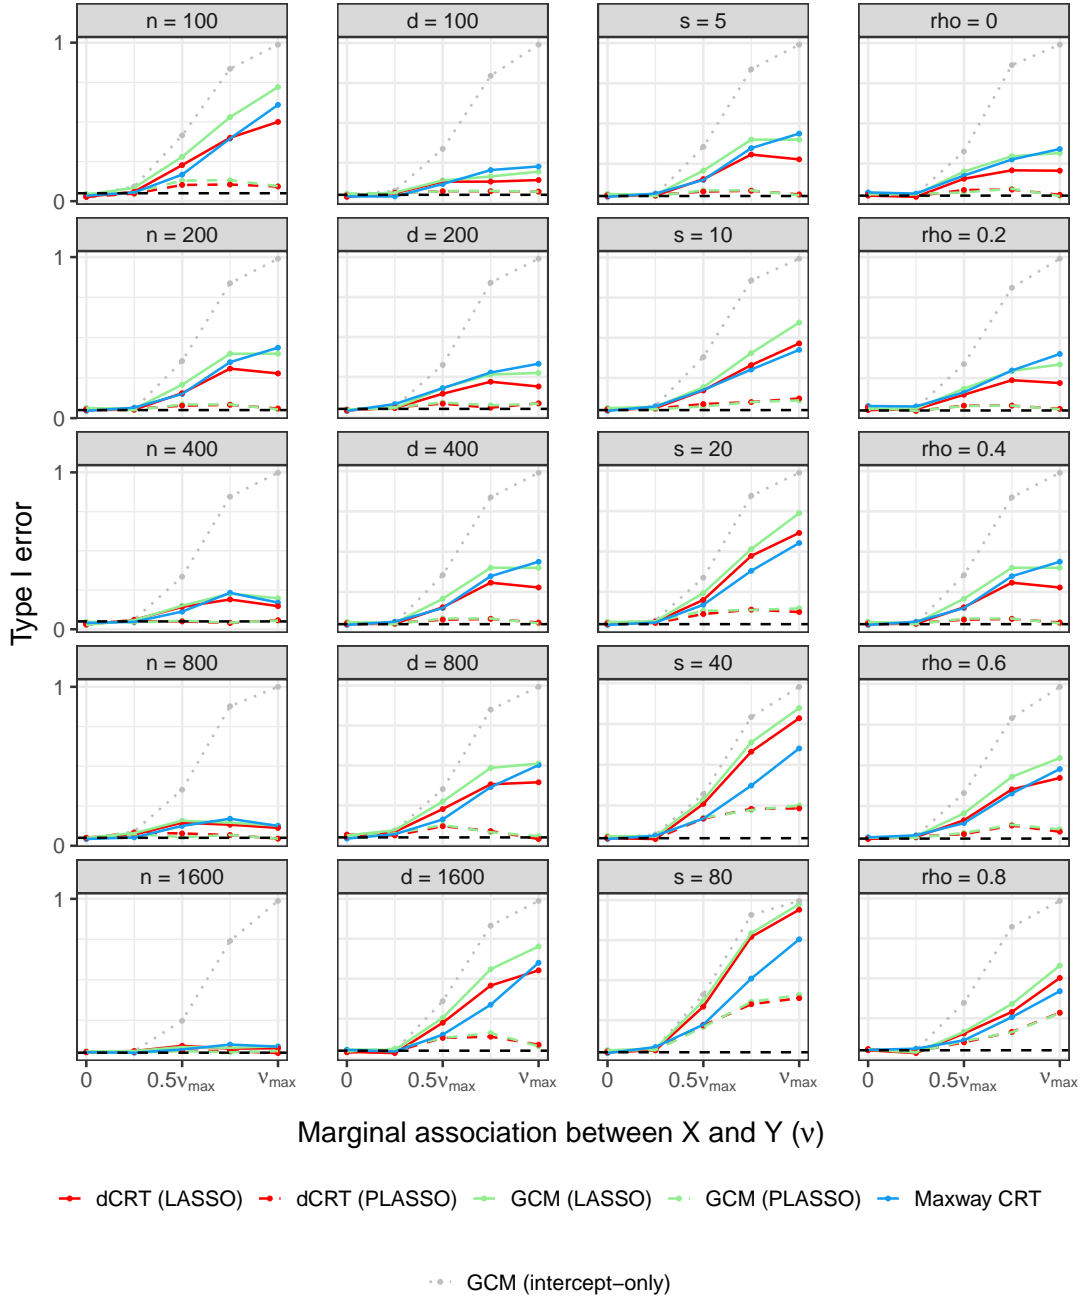 n = 100 d = 100 s = 5 rho = 0
1
0
n = 200 d = 200 s = 10 rho = 0.2
1
0
n = 400 d = 400 s = 20 rho = 0.4
1
0
Type I error
n = 800 d = 800 s = 40 rho = 0.6
1
0
n = 1600 d = 1600 s = 80 rho = 0.8
1
0
0 0.5νmax νmax 0 0.5νmax νmax 0 0.5νmax νmax 0 0.5νmax νmax
Marginal association between X and Y (ν)
dCRT (LASSO) dCRT (PLASSO) GCM (LASSO) GCM (PLASSO) Maxway CRT
GCM (intercept−only)